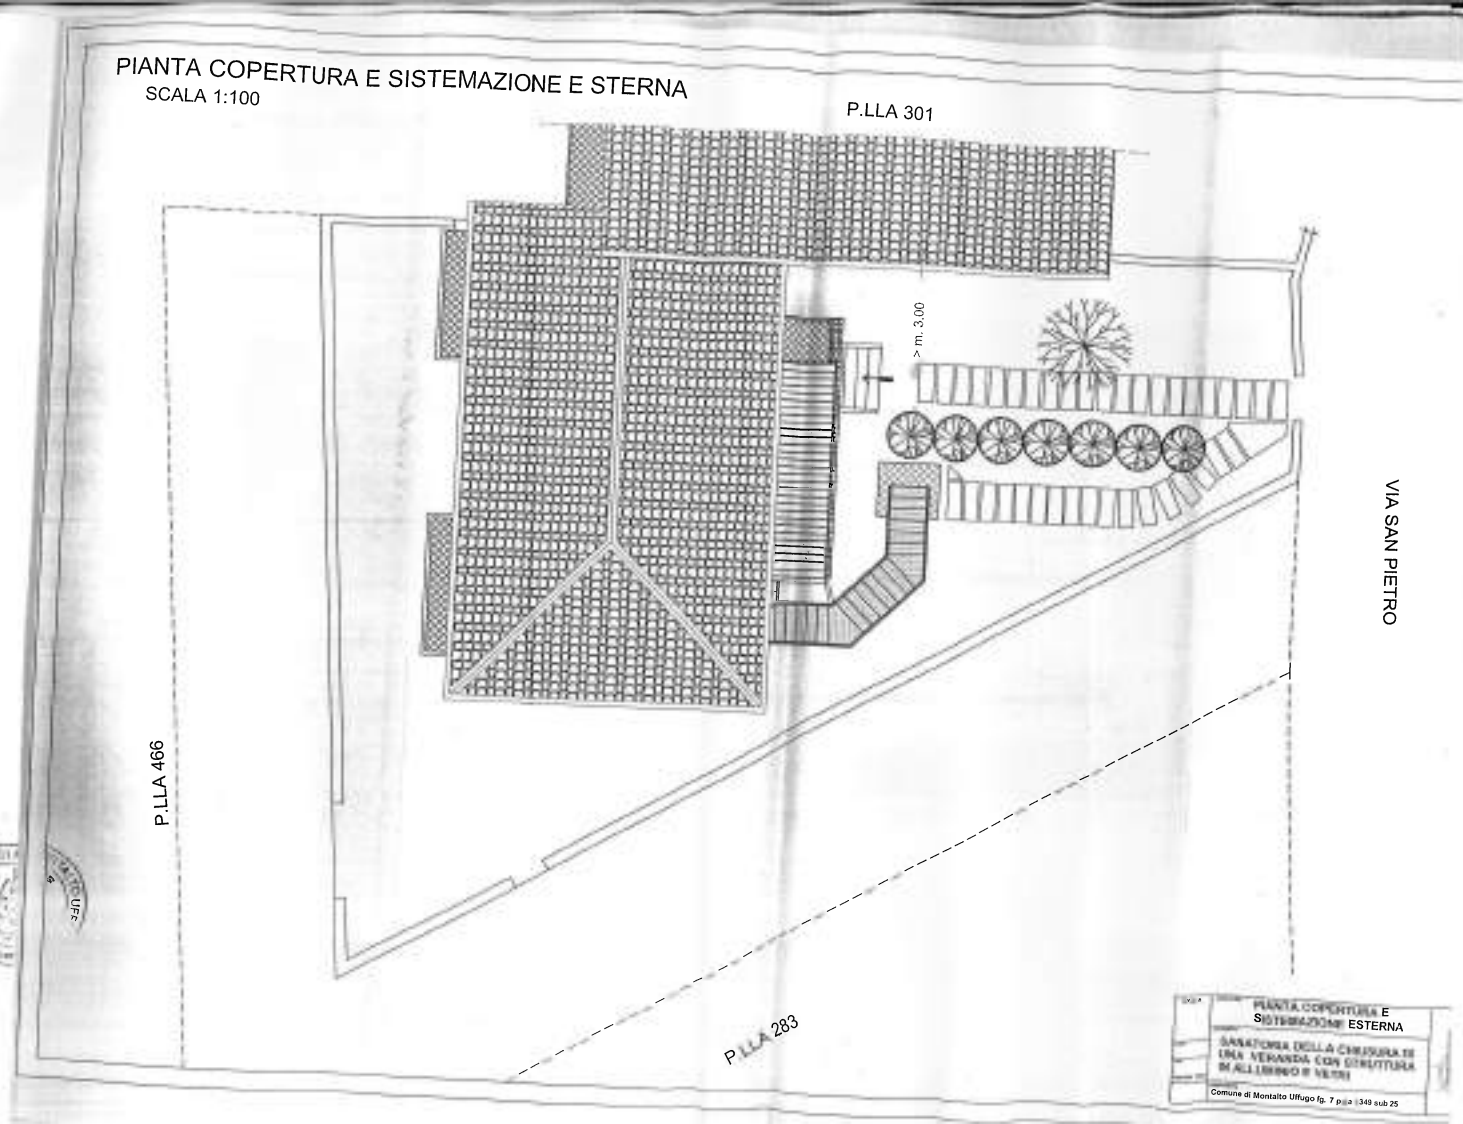 PIANTA COPERTURA E SISTEMAZIONE E STERNA
SCALA 1:100
P.LLA 301
> m. 3.00
VIA SAN PIETRO
P.LLA 466
P.LLA 283
TALTO UFF
PIANTA COPERTURA E
SISTEMAZIONE ESTERNA
SANATORIA DELLA CHIUSURA DI
UNA VERANDA CON STRUTTURA
IN ALLUMINIO E VETRI
Comune di Montalto Uffugo fg. 7 p a 349 sub 25